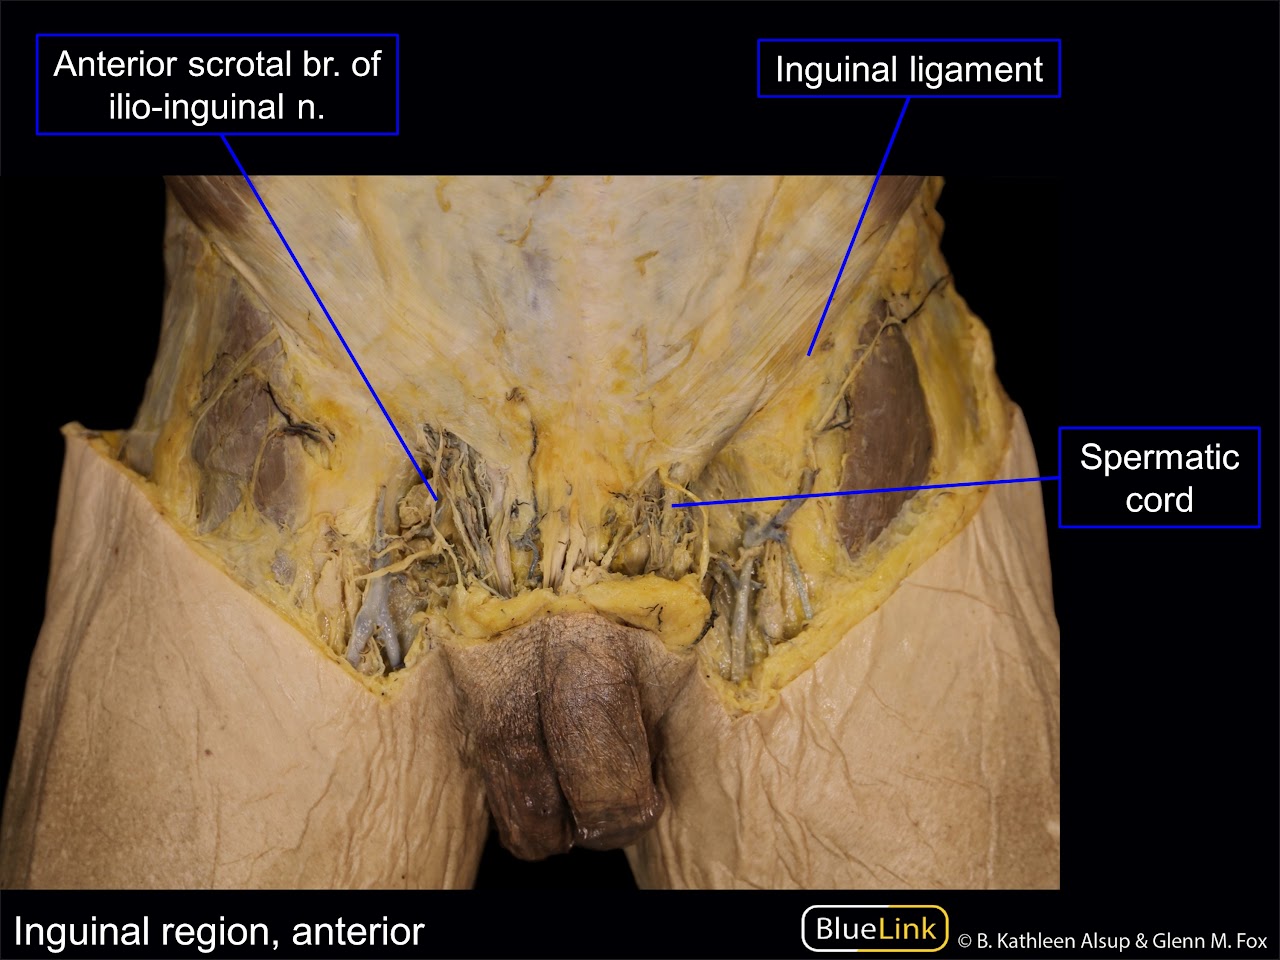 Anterior scrotal br. of
ilio-inguinal n.
Inguinal ligament
Spermatic
cord
Inguinal region, anterior
BlueLink
© B. Kathleen Alsup & Glenn M. Fox